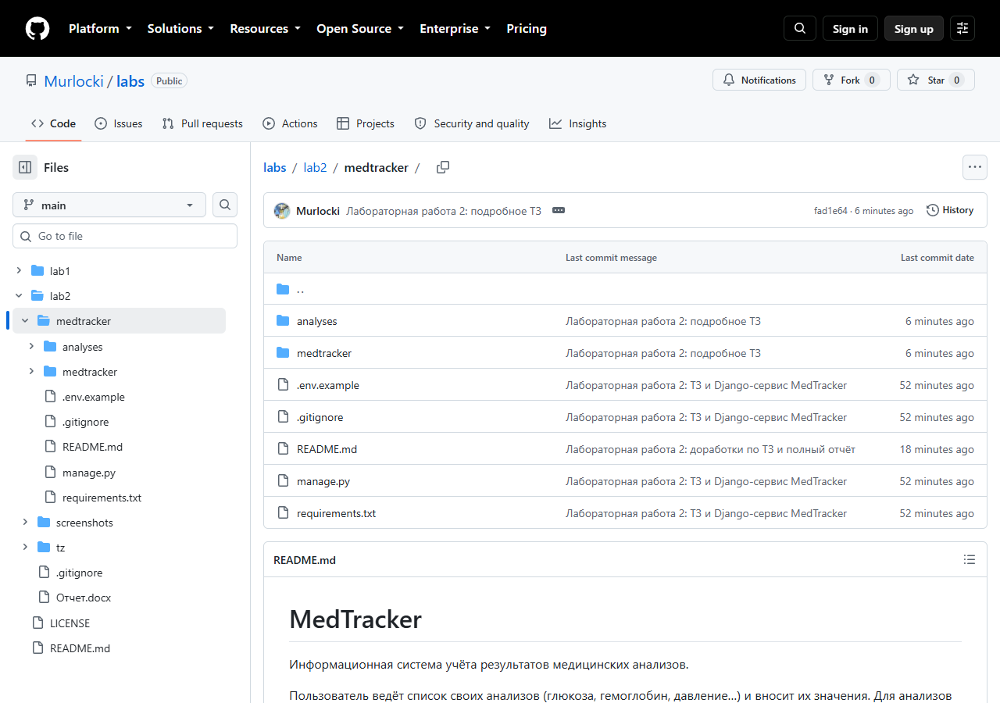 Platform Solutions Resources Open Source Enterprise Pricing Sign in Sign up
Murlocki / labs Public Notifications Fork 0 Star 0
Code Issues Pull requests Actions Projects Security and quality Insights
Files
main
Go to file
lab1
lab2
medtracker
analyses
medtracker
.env.example
.gitignore
README.md
manage.py
requirements.txt
screenshots
tz
.gitignore
Отчет.docx
LICENSE
README.md
labs / lab2 / medtracker /
Murlocki Лабораторная работа 2: подробное ТЗ fad1e64 · 6 minutes ago History
Name Last commit message Last commit date
..
analyses Лабораторная работа 2: подробное ТЗ 6 minutes ago
medtracker Лабораторная работа 2: подробное ТЗ 6 minutes ago
.env.example Лабораторная работа 2: ТЗ и Django-сервис MedTracker 52 minutes ago
.gitignore Лабораторная работа 2: ТЗ и Django-сервис MedTracker 52 minutes ago
README.md Лабораторная работа 2: доработки по ТЗ и полный отчёт 18 minutes ago
manage.py Лабораторная работа 2: ТЗ и Django-сервис MedTracker 52 minutes ago
requirements.txt Лабораторная работа 2: ТЗ и Django-сервис MedTracker 52 minutes ago
README.md
MedTracker
Информационная система учёта результатов медицинских анализов.
Пользователь ведёт список своих анализов (глюкоза, гемоглобин, давление…) и вносит их значения. Для анализов